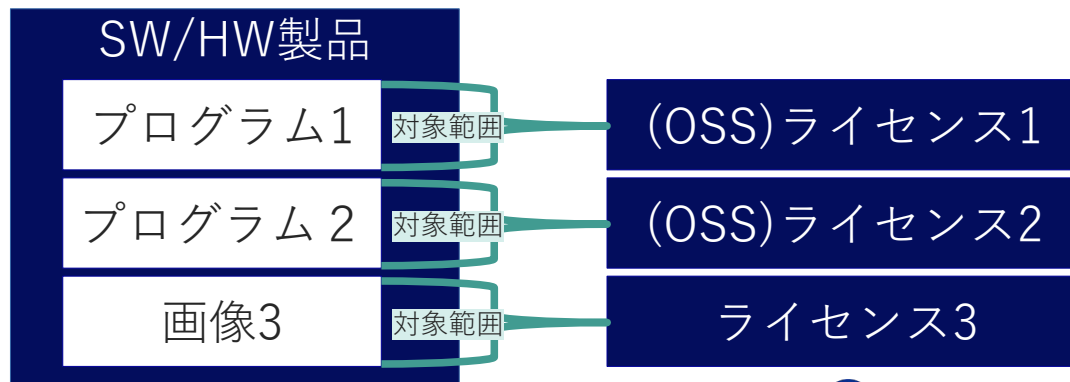 SW/HW製品
プログラム1
対象範囲
(OSS)ライセンス1
プログラム２
対象範囲
(OSS)ライセンス2
画像3
対象範囲
ライセンス3